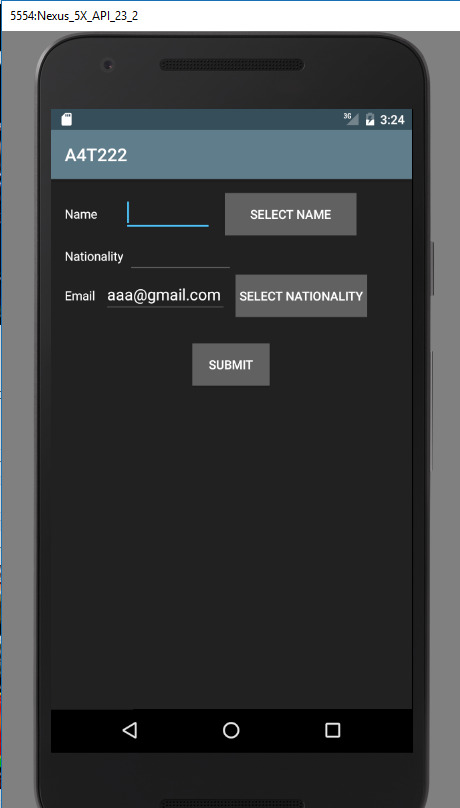 5554:Nexus_5X_API_23_2
3G 3:24
A4T222
Name SELECT NAME
Nationality
Email aaa@gmail.com SELECT NATIONALITY
SUBMIT